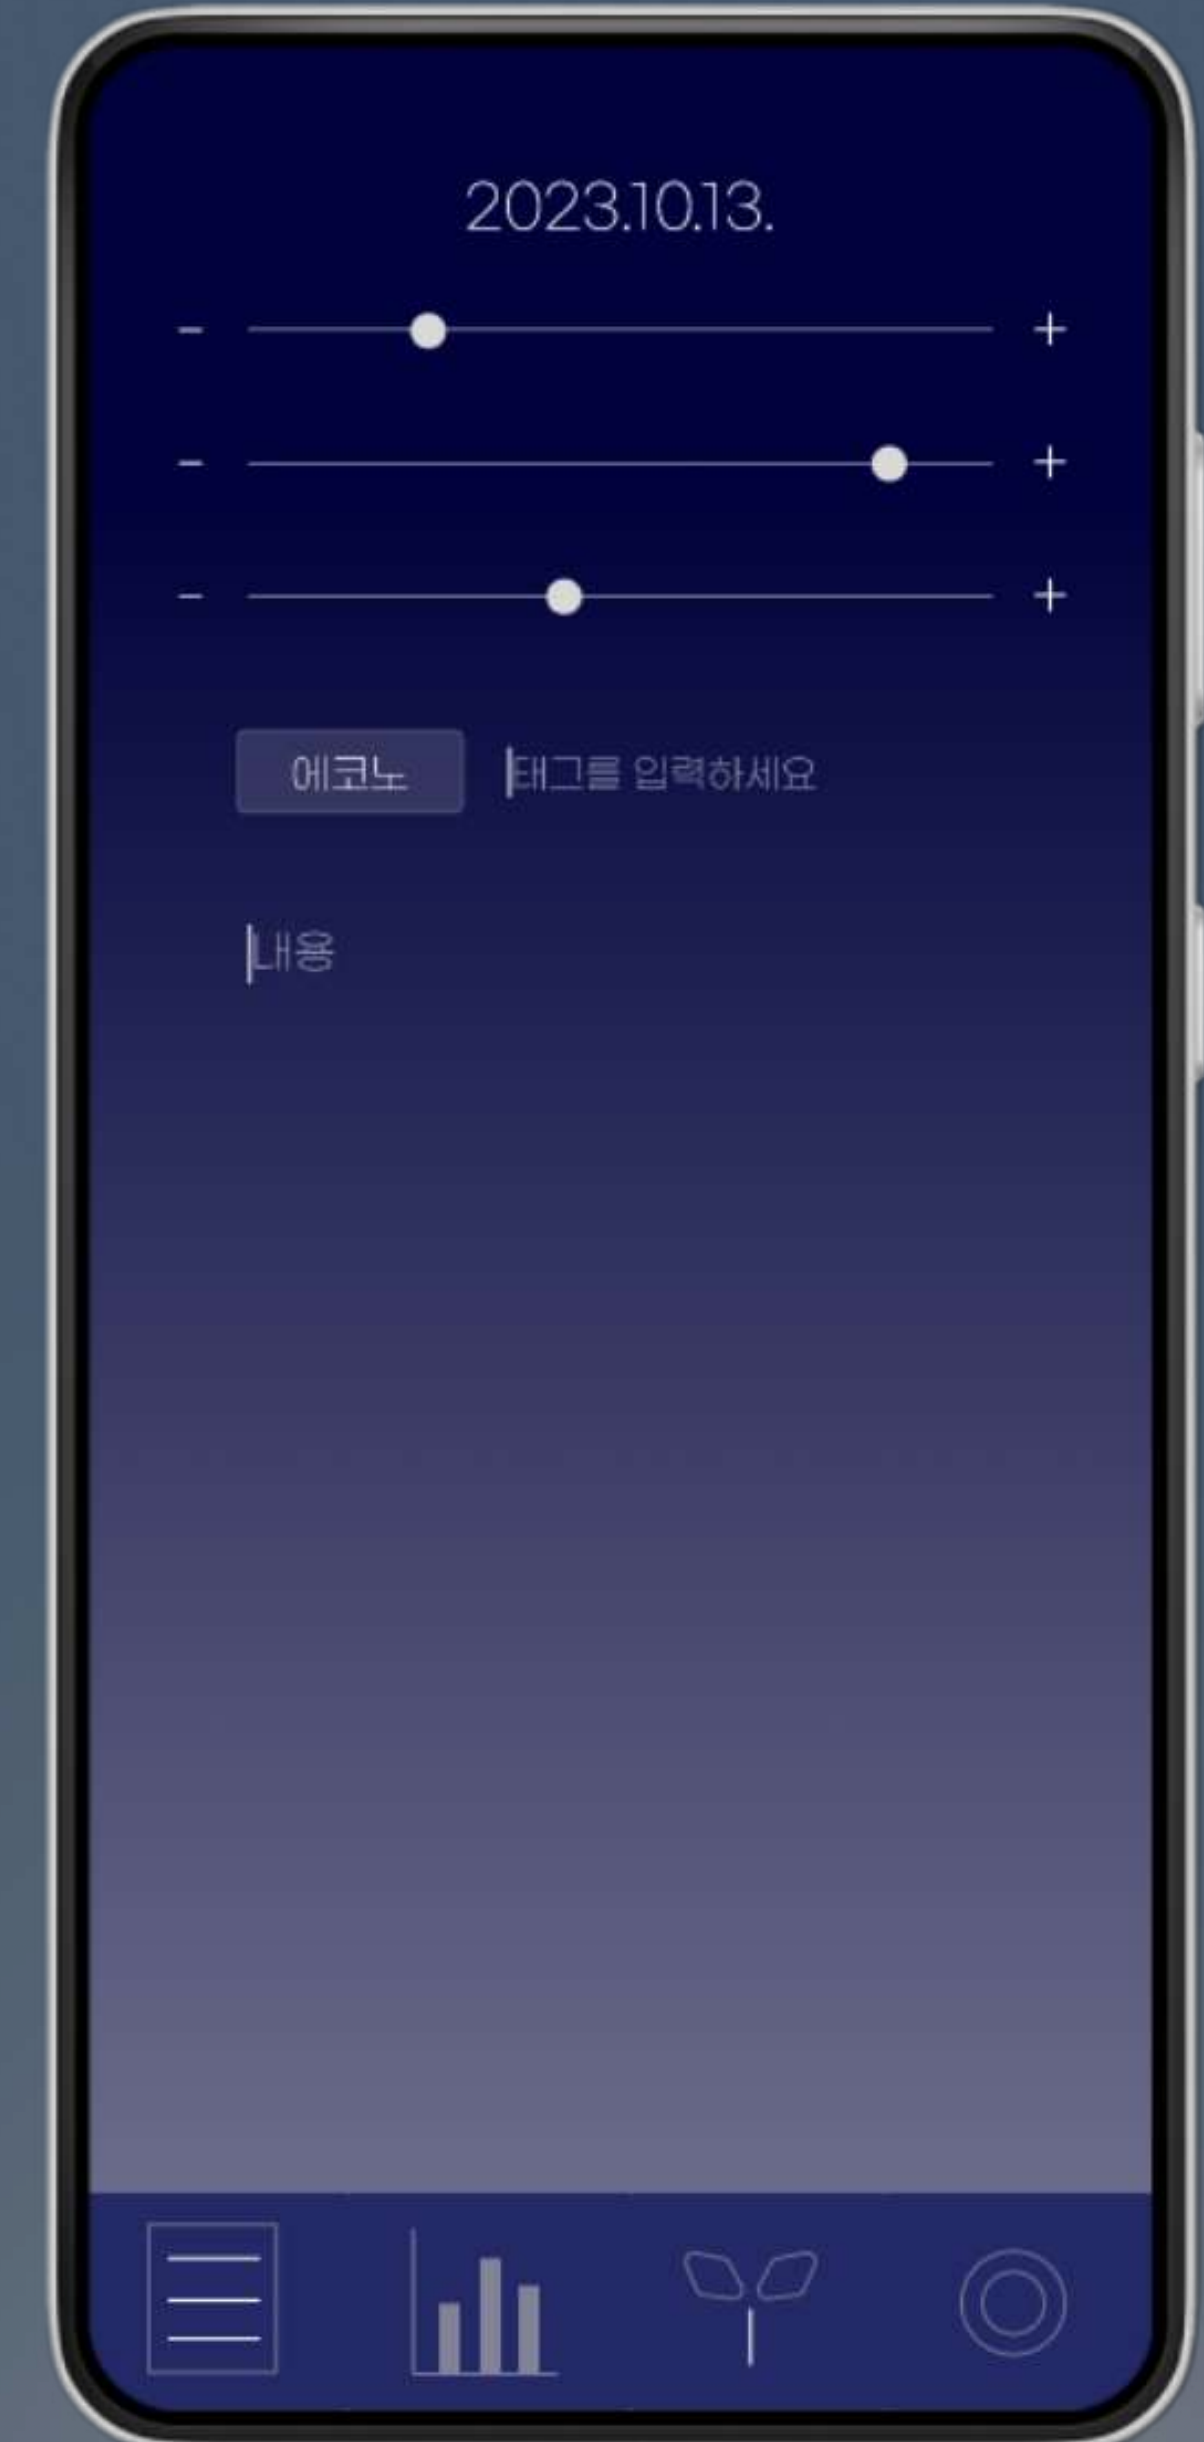 2023.10.13.
- +
- +
- +
에코노 태그를 입력하세요
내용